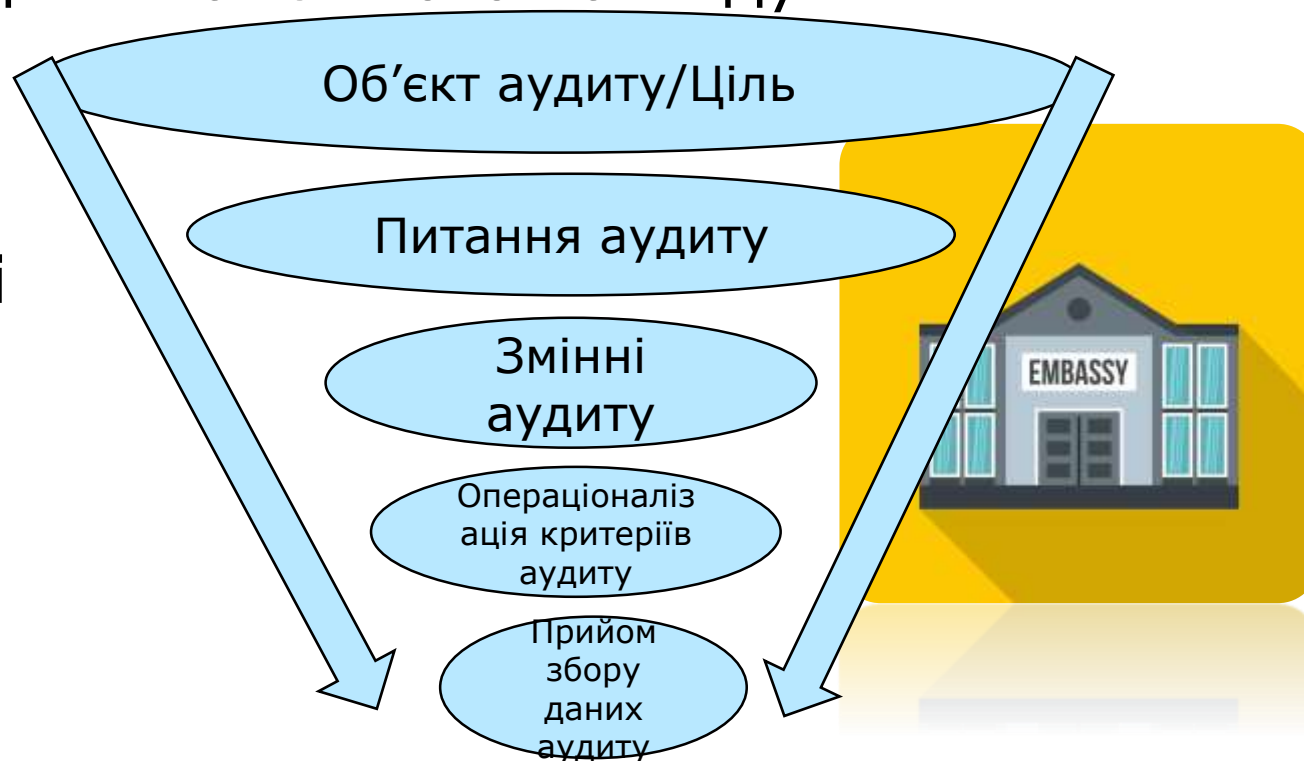 Об’єкт аудиту/Ціль
Питання аудиту
і
Змінні
аудиту
EMBASSY
Операціоналіз
ація критеріїв
аудиту
Прийом
збору
даних
аудиту